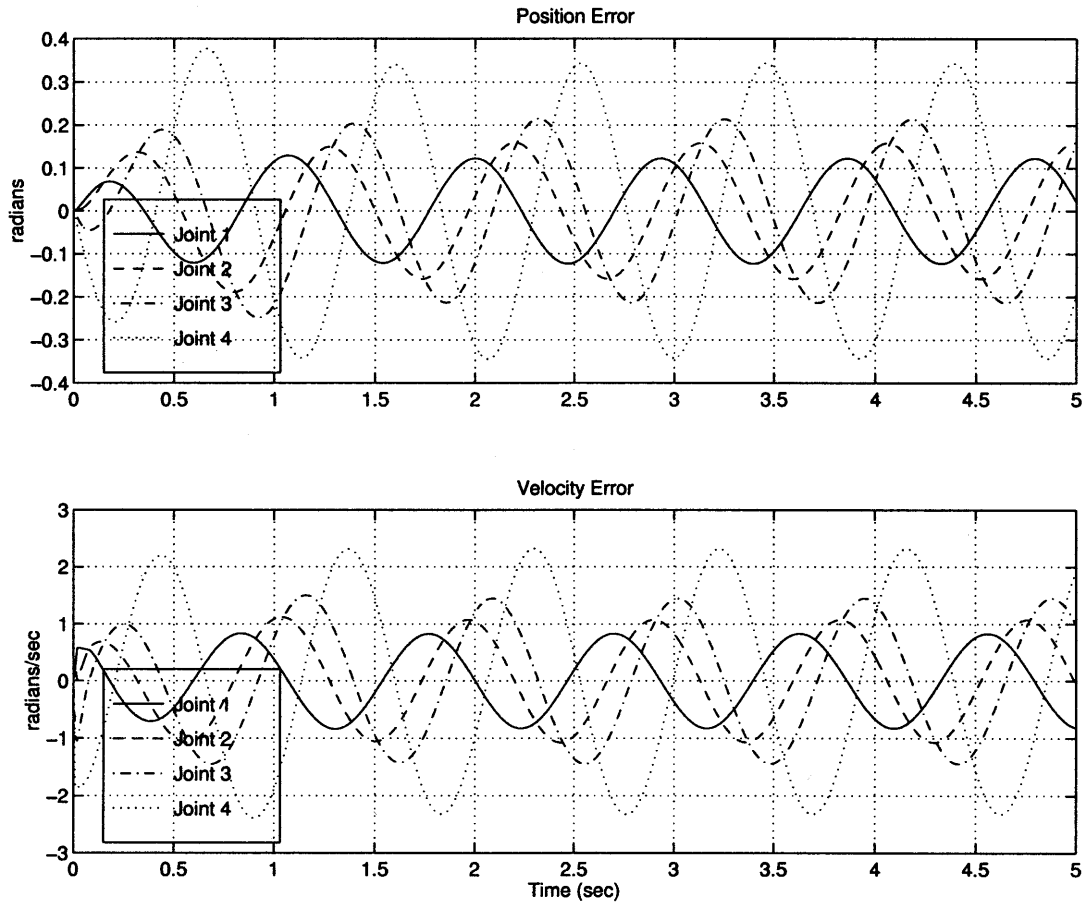 Position Error
0.4
0.3
0.2
0.1
0
−0.1
−0.2
−0.3
−0.4
radians
Joint 1
Joint 2
Joint 3
Joint 4
0 0.5 1 1.5 2 2.5 3 3.5 4 4.5 5
Velocity Error
3
2
1
0
−1
−2
−3
radians/sec
Joint 1
Joint 2
Joint 3
Joint 4
0 0.5 1 1.5 2 2.5 3 3.5 4 4.5 5
Time (sec)